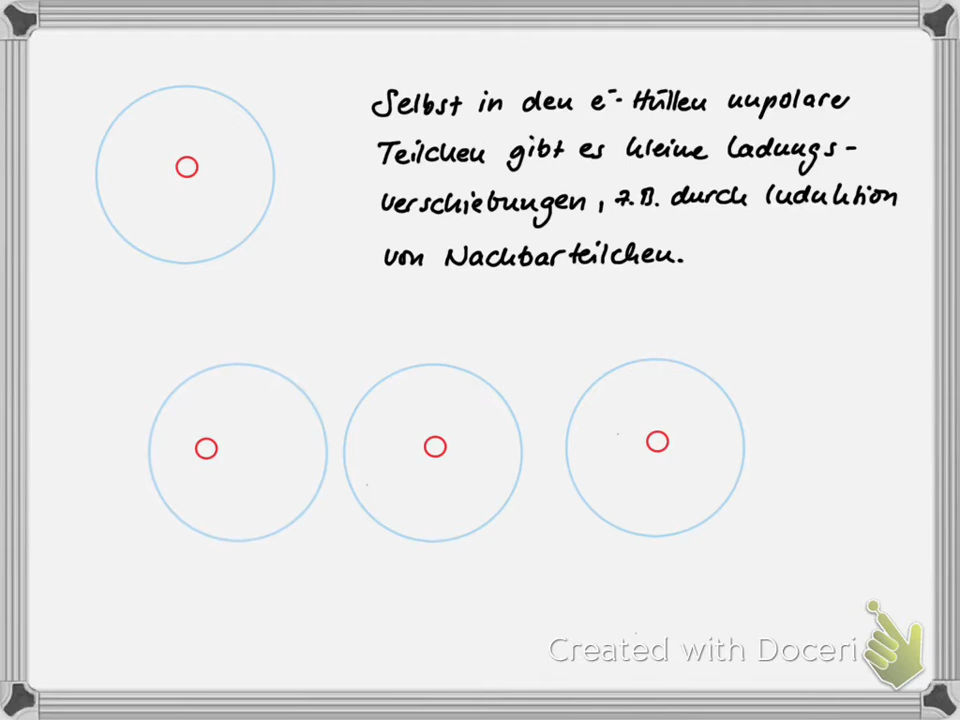 Selbst in den e⁻-Hüllen unpolare
Teilchen gibt es kleine Ladungs-
verschiebungen, z.B. durch Induktion
von Nachbarteilchen.
Created with Doceri